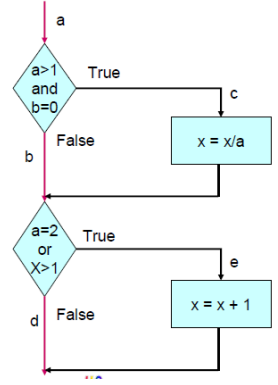 a
a>1
and
b=0
True
c
x = x/a
b
False
a=2
or
X>1
True
e
x = x + 1
d
False